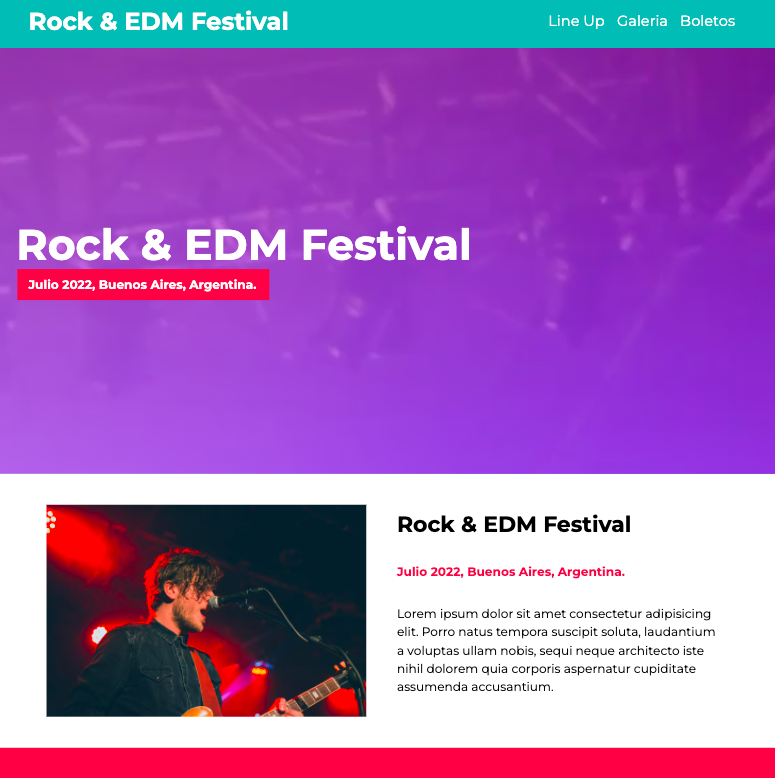 Rock & EDM Festival
Line Up Galeria Boletos
Rock & EDM Festival
Julio 2022, Buenos Aires, Argentina.
Rock & EDM Festival
Julio 2022, Buenos Aires, Argentina.
Lorem ipsum dolor sit amet consectetur adipisicing
elit. Porro natus tempora suscipit soluta, laudantium
a voluptas ullam nobis, sequi neque architecto iste
nihil dolorem quia corporis aspernatur cupiditate
assumenda accusantium.